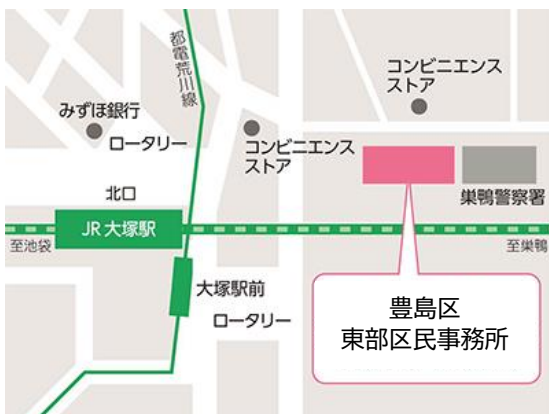 都電荒川線
コンビニエンス
ストア
みずほ銀行
ロータリー
コンビニエンス
ストア
北口
巣鴨警察署
JR 大塚駅
至池袋
至巣鴨
大塚駅前
ロータリー
豊島区
東部区民事務所